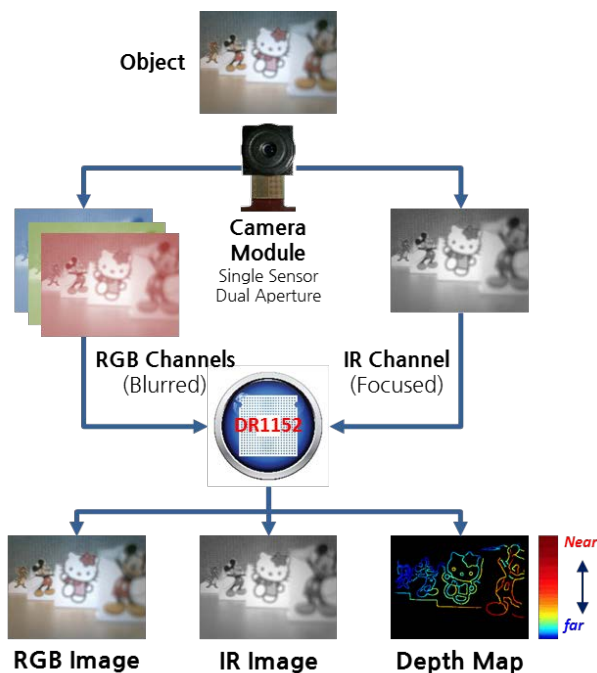 Object
Camera
Module
Single Sensor
Dual Aperture
RGB Channels
(Blurred)
IR Channel
(Focused)
DR1152
RGB Image
IR Image
Depth Map
Near
far